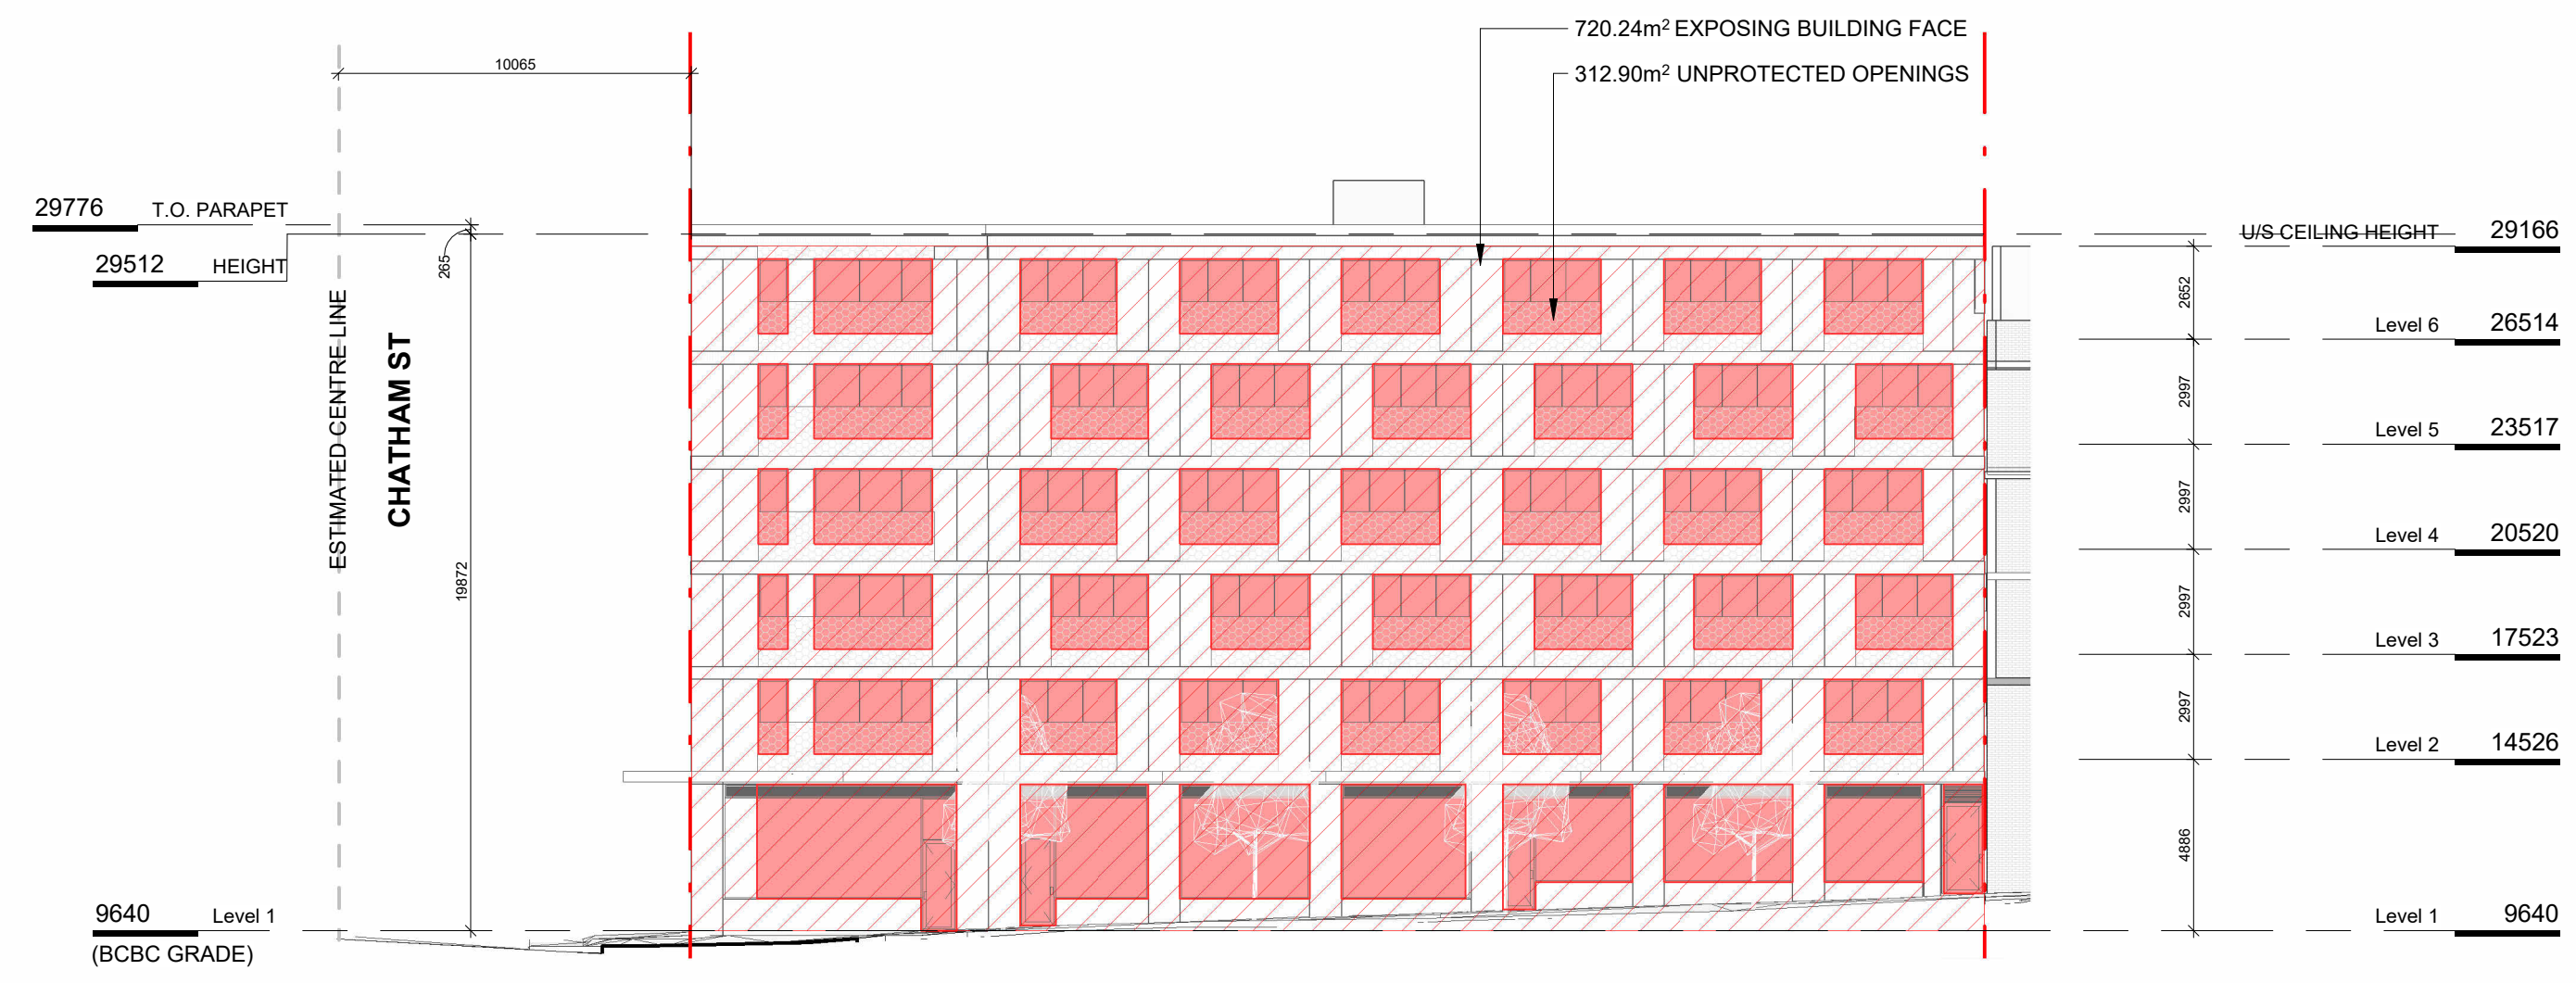 720.24m² EXPOSING BUILDING FACE
312.90m² UNPROTECTED OPENINGS
10065
29776 T.O. PARAPET
29512 HEIGHT
265
ESTIMATED CENTRE LINE
CHATHAM ST
19872
9640 Level 1
(BCBC GRADE)
U/S CEILING HEIGHT 29166
2652
Level 6 26514
2997
Level 5 23517
2997
Level 4 20520
2997
Level 3 17523
2997
Level 2 14526
4886
Level 1 9640